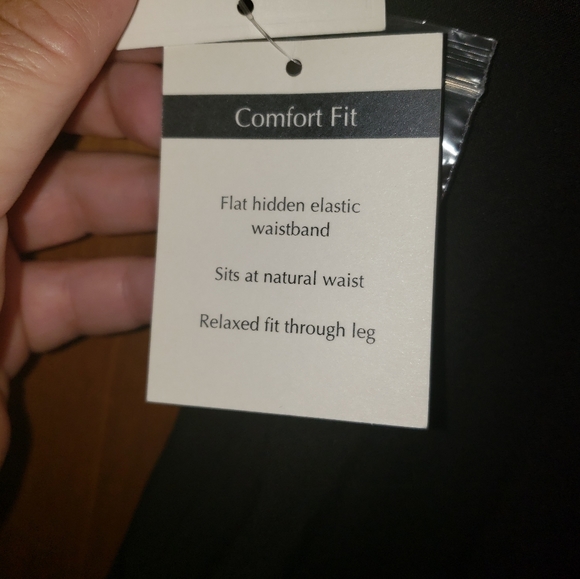 Comfort Fit
Flat hidden elastic
waistband
Sits at natural waist
Relaxed fit through leg